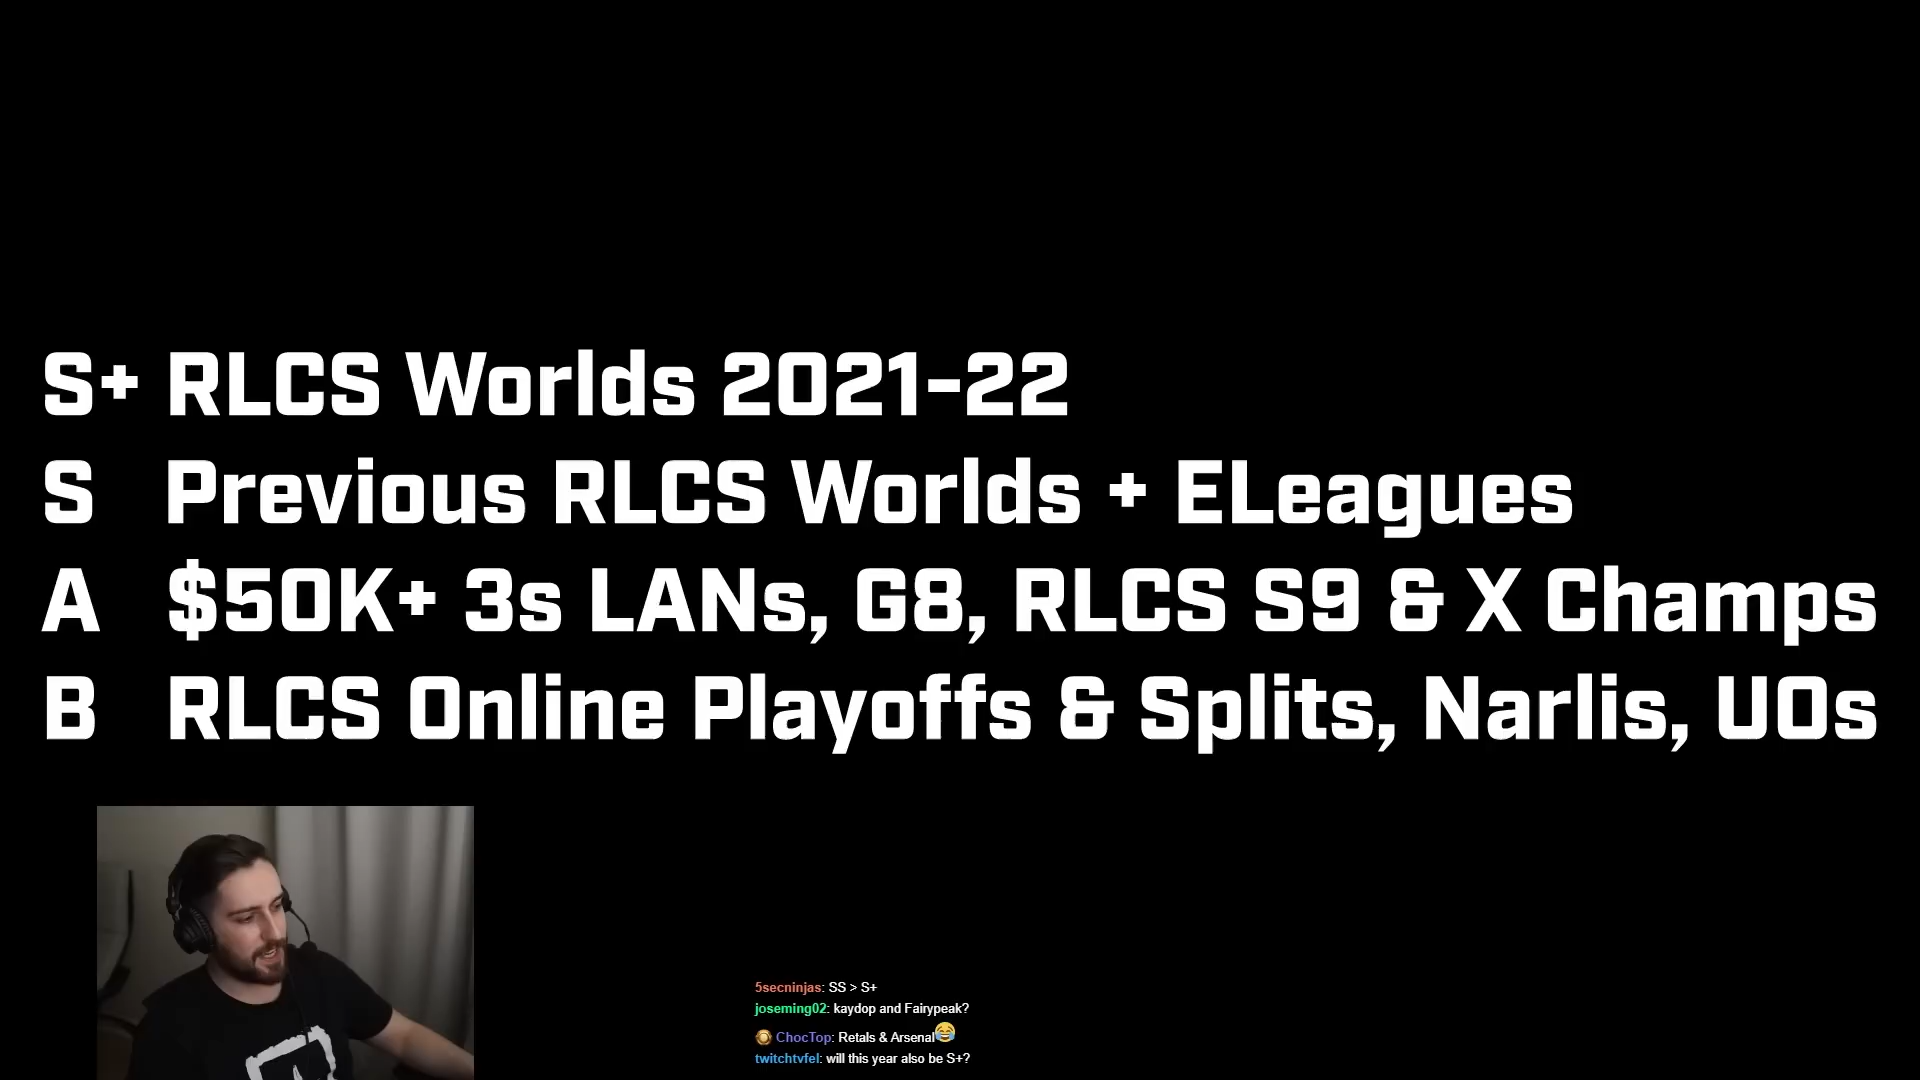 S+ RLCS Worlds 2021-22
S Previous RLCS Worlds + ELeagues
A $50K+ 3s LANs, G8, RLCS S9 & X Champs
B RLCS Online Playoffs & Splits, Narlis, UOs
5secninjas: SS > S+
joseming02: kaydop and Fairypeak?
ChocTop: Retals & Arsenal😂
twitchtvfel: will this year also be S+?